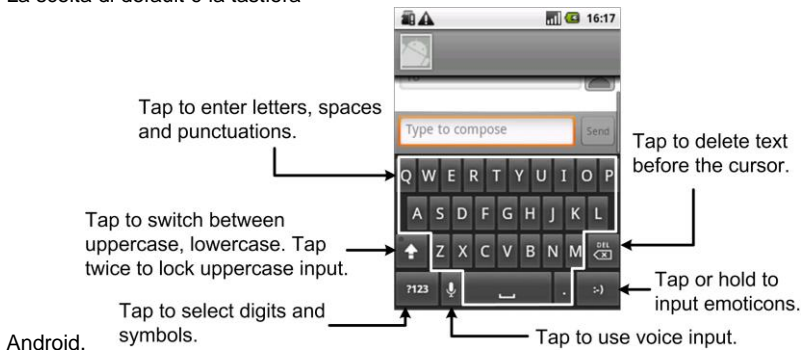 La scelta di default è la tastiera
16:17
Tap to enter letters, spaces
and punctuations.
Type to compose
Send
Tap to delete text
before the cursor.
Q W E R T Y U I O P
A S D F G H J K L
Tap to switch between
uppercase, lowercase. Tap
twice to lock uppercase input.
Z X C V B N M DEL
?123 . :-)
Tap or hold to
input emoticons.
Tap to select digits and
symbols.
Tap to use voice input.
Android.